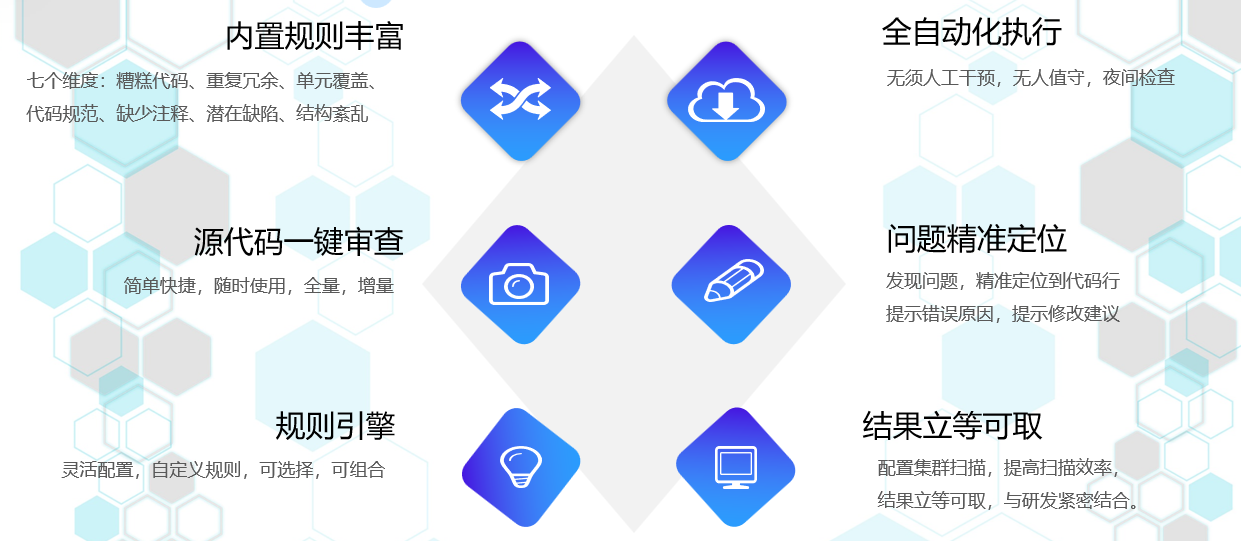 内置规则丰富
七个维度：糟糕代码、重复冗余、单元覆盖、
代码规范、缺少注释、潜在缺陷、结构紊乱
全自动化执行
无须人工干预，无人值守，夜间检查
源代码一键审查
简单快捷，随时使用，全量，增量
问题精准定位
发现问题，精准定位到代码行
提示错误原因，提示修改建议
规则引擎
灵活配置，自定义规则，可选择，可组合
结果立等可取
配置集群扫描，提高扫描效率，
结果立等可取，与研发紧密结合。